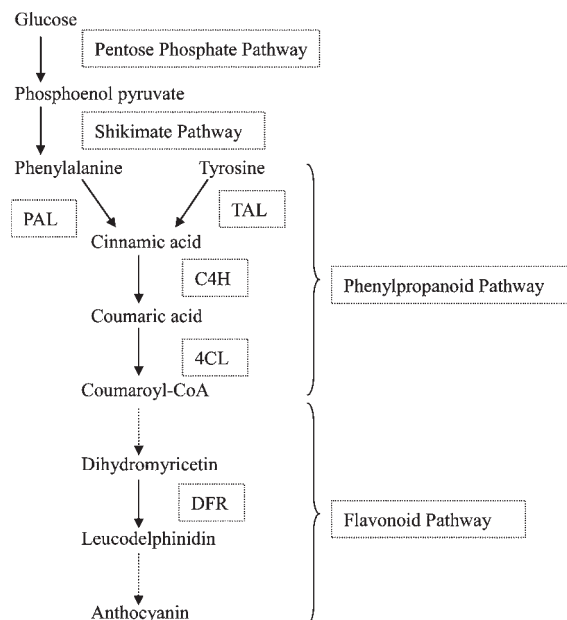 Glucose
Pentose Phosphate Pathway
Phosphoenol pyruvate
Shikimate Pathway
Phenylalanine Tyrosine
PAL TAL
Cinnamic acid
C4H
Phenylpropanoid Pathway
Coumaric acid
4CL
Coumaroyl-CoA
Dihydromyricetin
DFR
Flavonoid Pathway
Leucodelphinidin
Anthocyanin